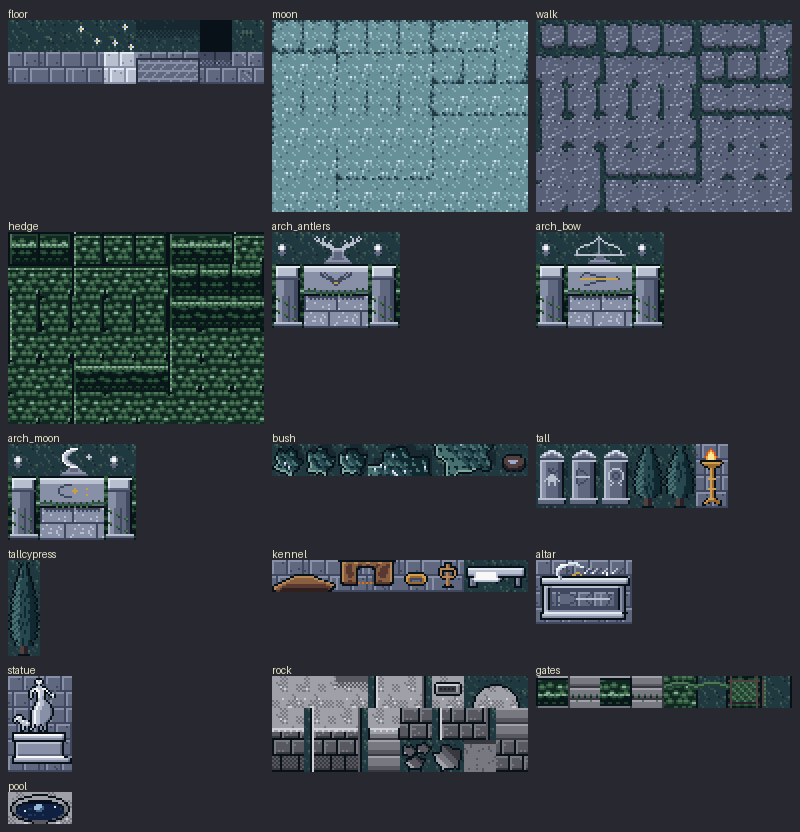 floor
moon
walk
hedge
arch_antlers
arch_bow
arch_moon
bush
tall
tallcypress
kennel
altar
statue
rock
gates
pool